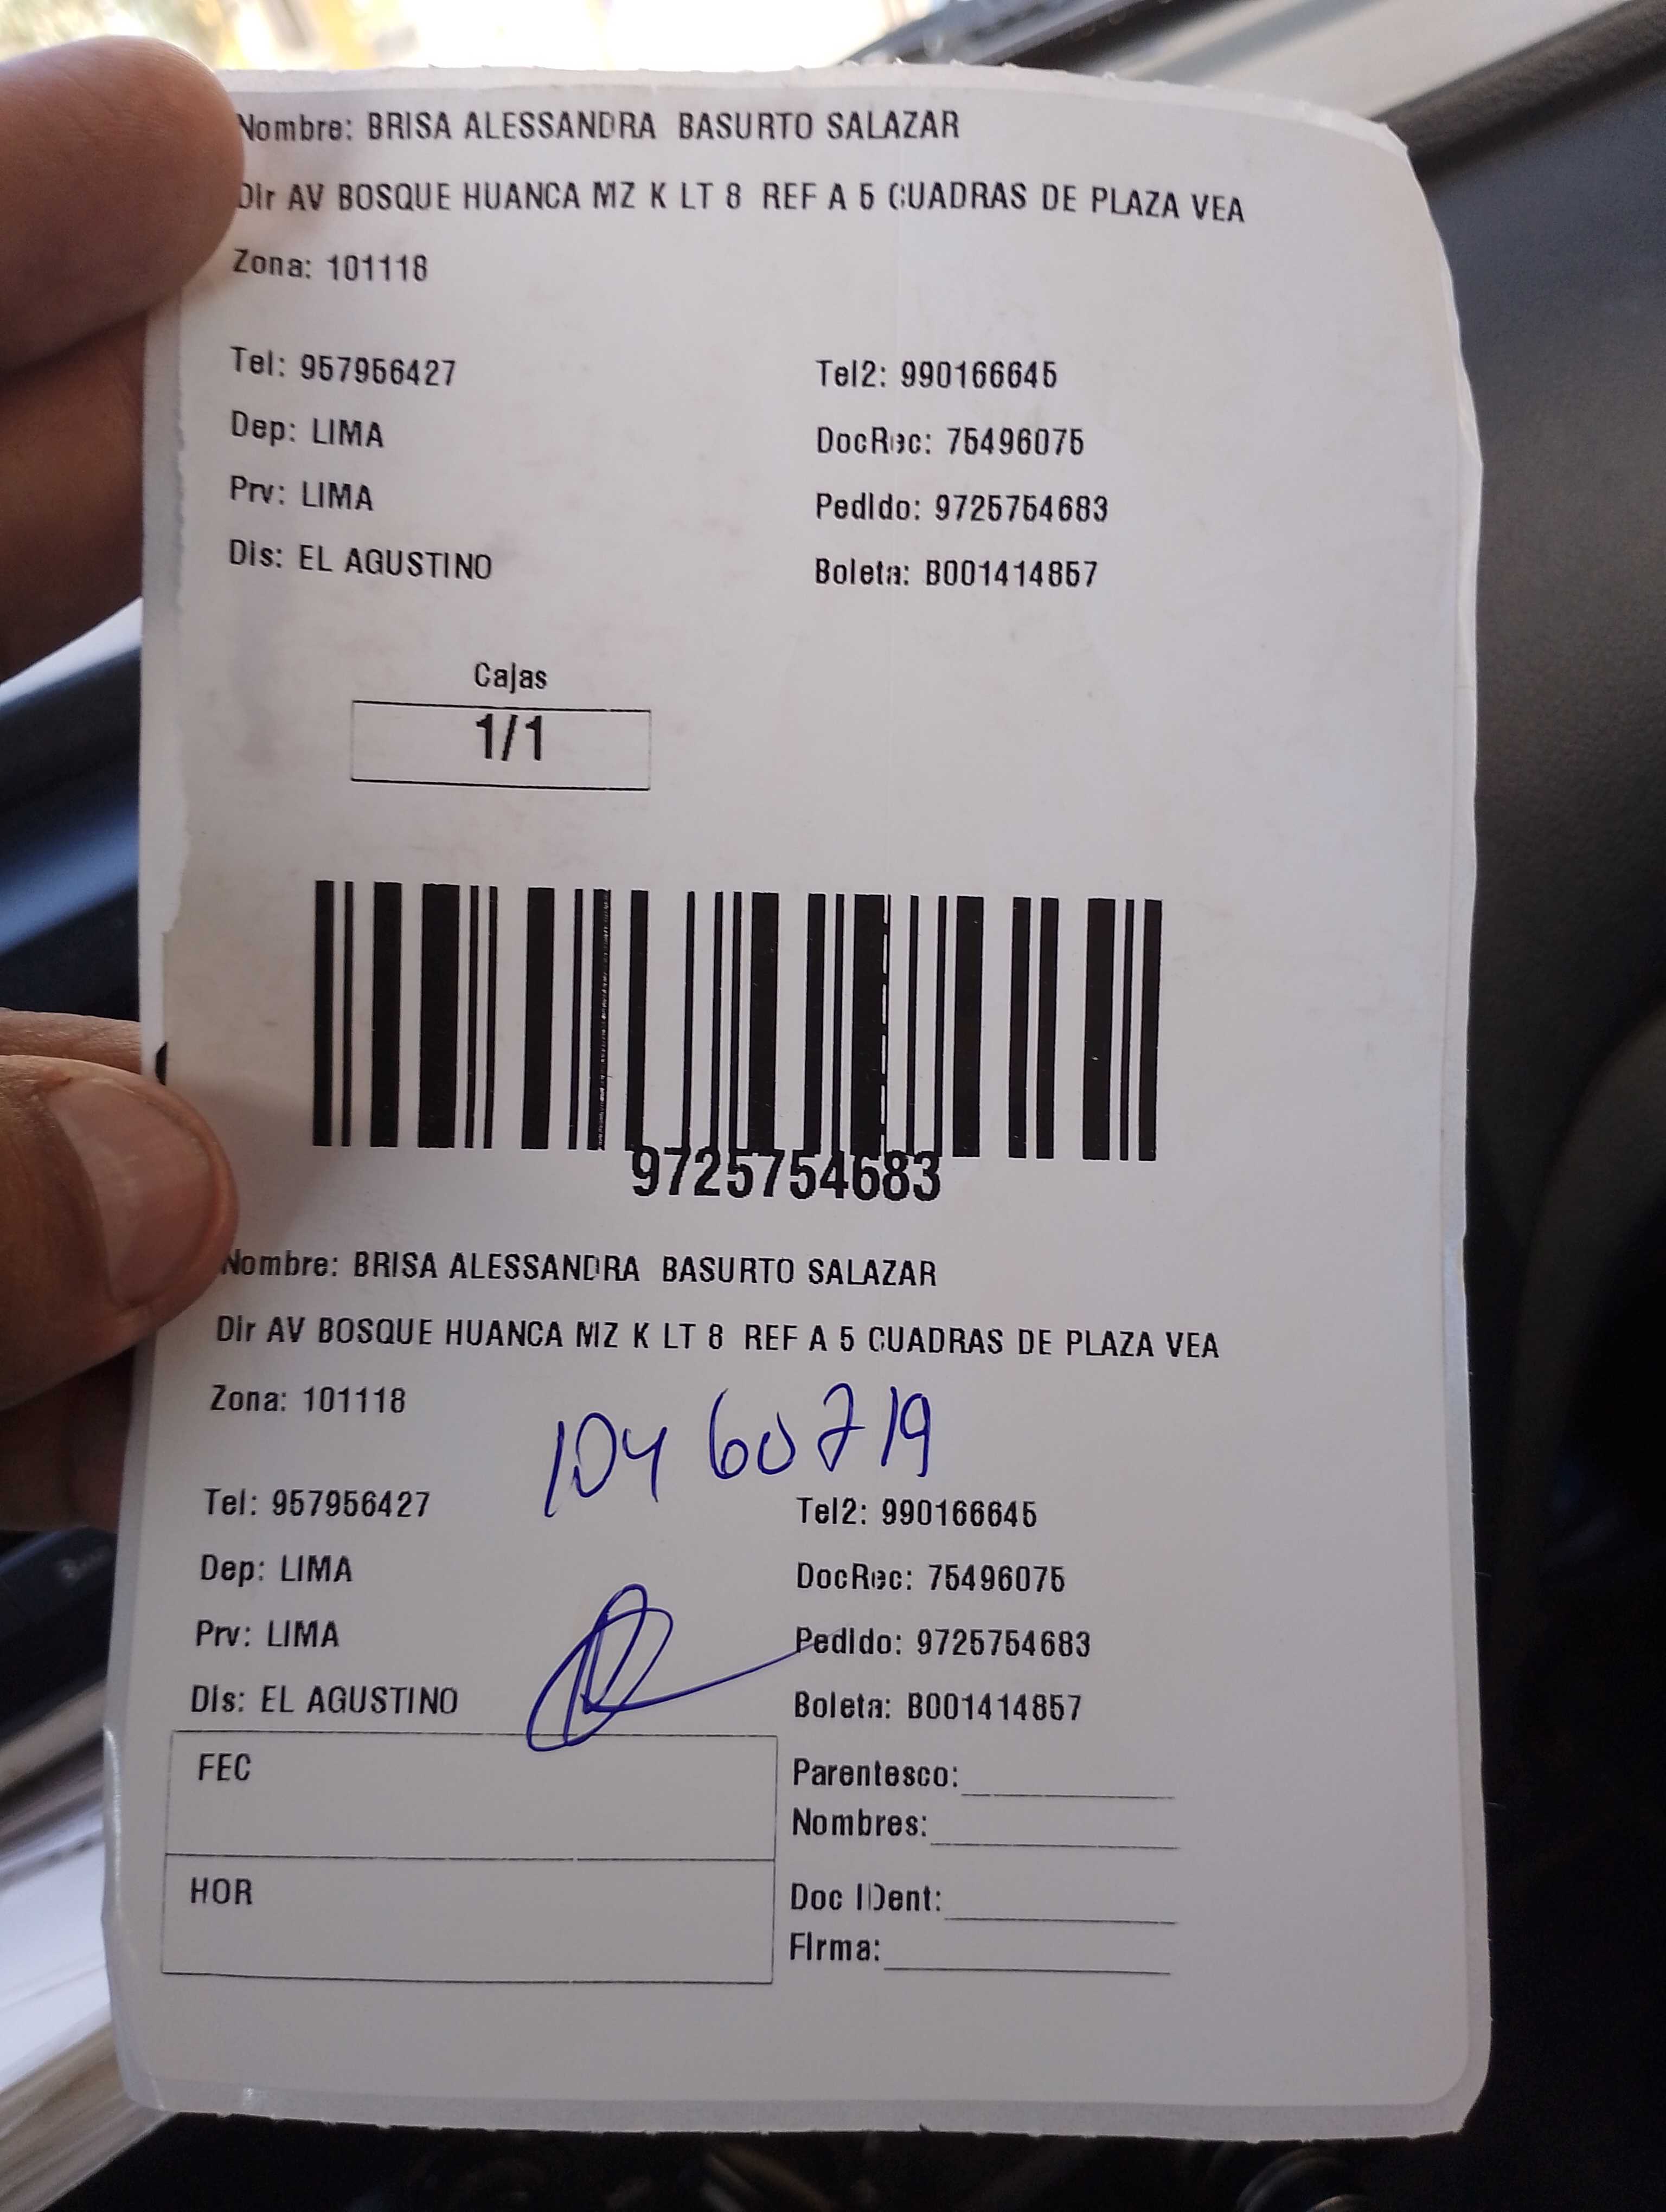 Nombre: BRISA ALESSANDRA BASURTO SALAZAR
Dir AV BOSQUE HUANCA MZ K LT 8 REF A 5 CUADRAS DE PLAZA VEA
Zona: 101118
Tel: 957956427 Tel2: 990166645
Dep: LIMA DocRec: 75496075
Prv: LIMA Pedido: 9725754683
Dis: EL AGUSTINO Boleta: B001414857
Cajas
1/1
9725754683
Nombre: BRISA ALESSANDRA BASURTO SALAZAR
Dir AV BOSQUE HUANCA MZ K LT 8 REF A 5 CUADRAS DE PLAZA VEA
Zona: 101118
10460719
Tel: 957956427 Tel2: 990166645
Dep: LIMA DocRec: 75496075
Prv: LIMA Pedido: 9725754683
Dis: EL AGUSTINO Boleta: B001414857
FEC Parentesco:
Nombres:
HOR Doc IDent:
Firma: